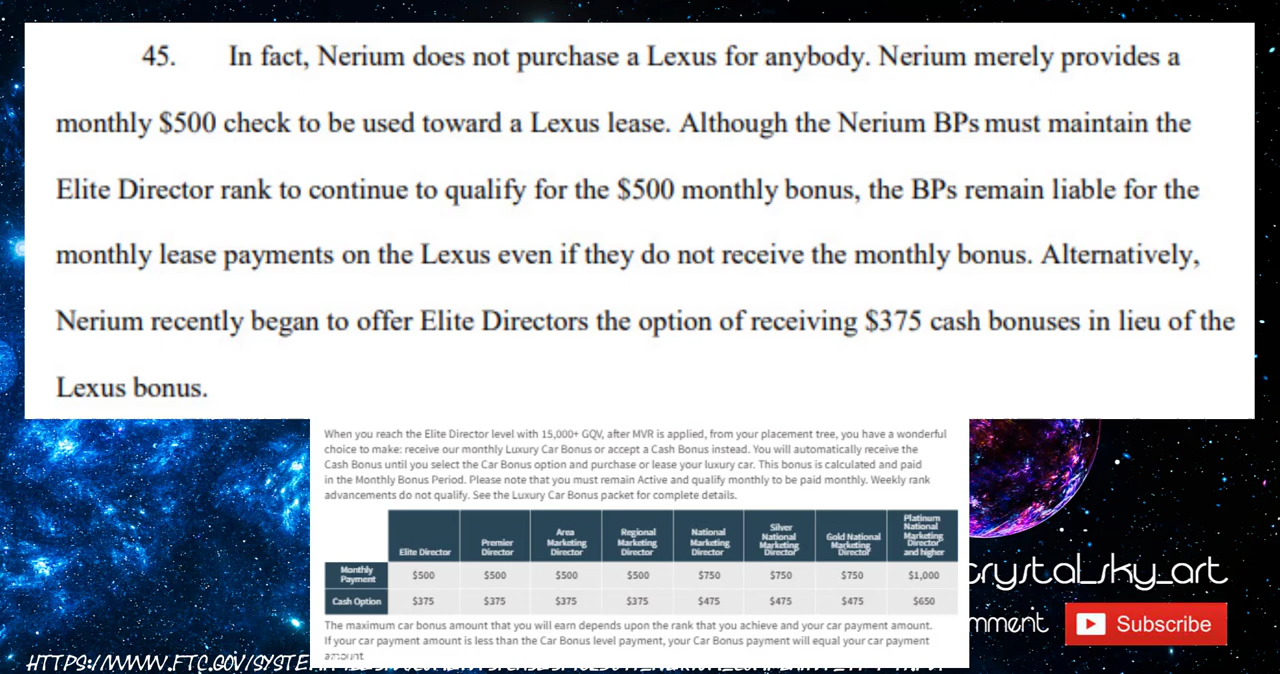 45. In fact, Nerium does not purchase a Lexus for anybody. Nerium merely provides a
monthly $500 check to be used toward a Lexus lease. Although the Nerium BPs must maintain the
Elite Director rank to continue to qualify for the $500 monthly bonus, the BPs remain liable for the
monthly lease payments on the Lexus even if they do not receive the monthly bonus. Alternatively,
Nerium recently began to offer Elite Directors the option of receiving $375 cash bonuses in lieu of the
Lexus bonus.
When you reach the Elite Director level with 15,000+ GQV, after MVR is applied, from your placement tree, you have a wonderful
choice to make: receive our monthly Luxury Car Bonus or accept a Cash Bonus instead. You will automatically receive the
Cash Bonus until you select the Car Bonus option and purchase or lease your luxury car. This bonus is calculated and paid
in the Monthly Bonus Period. Please note that you must remain Active and qualify monthly to be paid monthly. Weekly rank
advancements do not qualify. See the Luxury Car Bonus packet for complete details.
Elite Director
Premier
Director
Area
Marketing
Director
Regional
Marketing
Director
National
Marketing
Director
Silver
National
Marketing
Director
Gold National
Marketing
Director
Platinum
National
Marketing
Director
and higher
Monthly
Payment
$500 $500 $500 $500 $750 $750 $750 $1,000
Cash Option $375 $375 $375 $375 $475 $475 $475 $650
The maximum car bonus amount that you will earn depends upon the rank that you achieve and your car payment amount.
If your car payment amount is less than the Car Bonus level payment, your Car Bonus payment will equal your car payment
amount
crystal_sky_art
mment
Subscribe
HTTPS://WWW.FTC.GOV/SYSTE